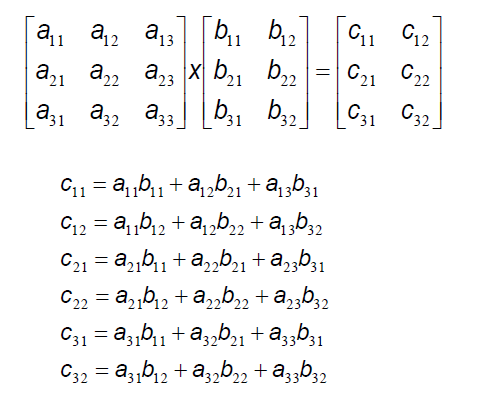 [a₁₁ a₁₂ a₁₃] [b₁₁ b₁₂] [c₁₁ c₁₂]
[a₂₁ a₂₂ a₂₃] x [b₂₁ b₂₂] = [c₂₁ c₂₂]
[a₃₁ a₃₂ a₃₃] [b₃₁ b₃₂] [c₃₁ c₃₂]
c₁₁ = a₁₁b₁₁ + a₁₂b₂₁ + a₁₃b₃₁
c₁₂ = a₁₁b₁₂ + a₁₂b₂₂ + a₁₃b₃₂
c₂₁ = a₂₁b₁₁ + a₂₂b₂₁ + a₂₃b₃₁
c₂₂ = a₂₁b₁₂ + a₂₂b₂₂ + a₂₃b₃₂
c₃₁ = a₃₁b₁₁ + a₃₂b₂₁ + a₃₃b₃₁
c₃₂ = a₃₁b₁₂ + a₃₂b₂₂ + a₃₃b₃₂